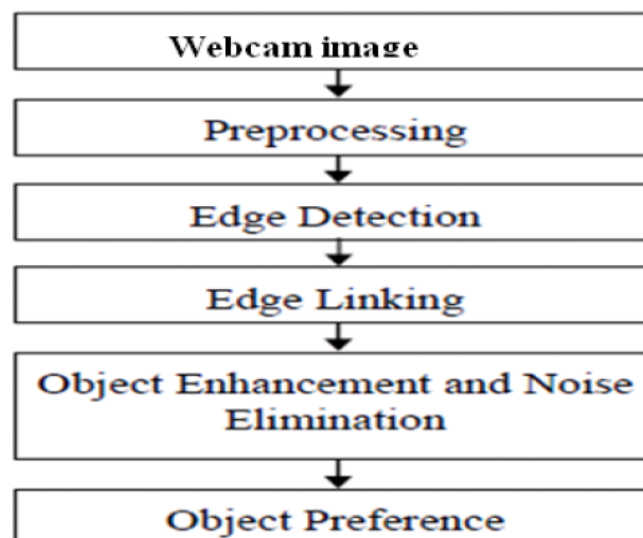 Webcam image
Preprocessing
Edge Detection
Edge Linking
Object Enhancement and Noise
Elimination
Object Preference